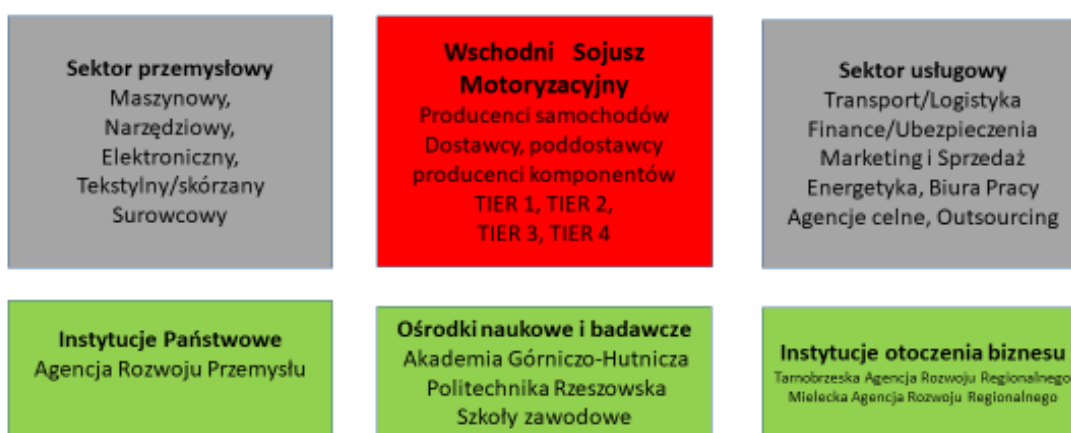 Sektor przemysłowy
Maszynowy,
Narzędziowy,
Elektroniczny,
Tekstylny/skórzany
Surowcowy
Wschodni Sojusz
Motoryzacyjny
Producenci samochodów
Dostawcy, poddostawcy
producenci komponentów
TIER 1, TIER 2,
TIER 3, TIER 4
Sektor usługowy
Transport/Logistyka
Finance/Ubezpieczenia
Marketing i Sprzedaż
Energetyka, Biura Pracy
Agencje celne, Outsourcing
Instytucje Państwowe
Agencja Rozwoju Przemysłu
Ośrodki naukowe i badawcze
Akademia Górniczo-Hutnicza
Politechnika Rzeszowska
Szkoły zawodowe
Instytucje otoczenia biznesu
Tarnobrzeska Agencja Rozwoju Regionalnego
Mielecka Agencja Rozwoju Regionalnego